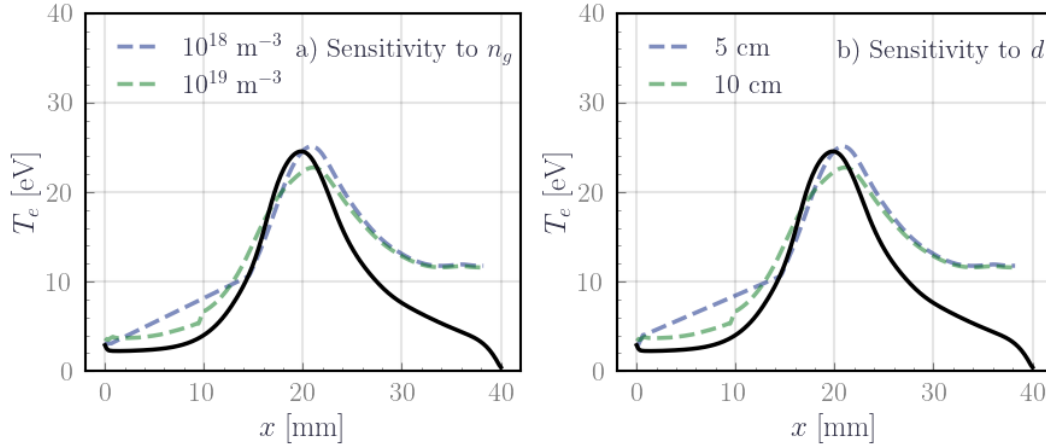 40
30
20
10
0
T_e [eV]
10^18 m^−3
10^19 m^−3
a) Sensitivity to n_g
0 10 20 30 40
x [mm]
40
30
20
10
0
T_e [eV]
5 cm
10 cm
b) Sensitivity to d
0 10 20 30 40
x [mm]